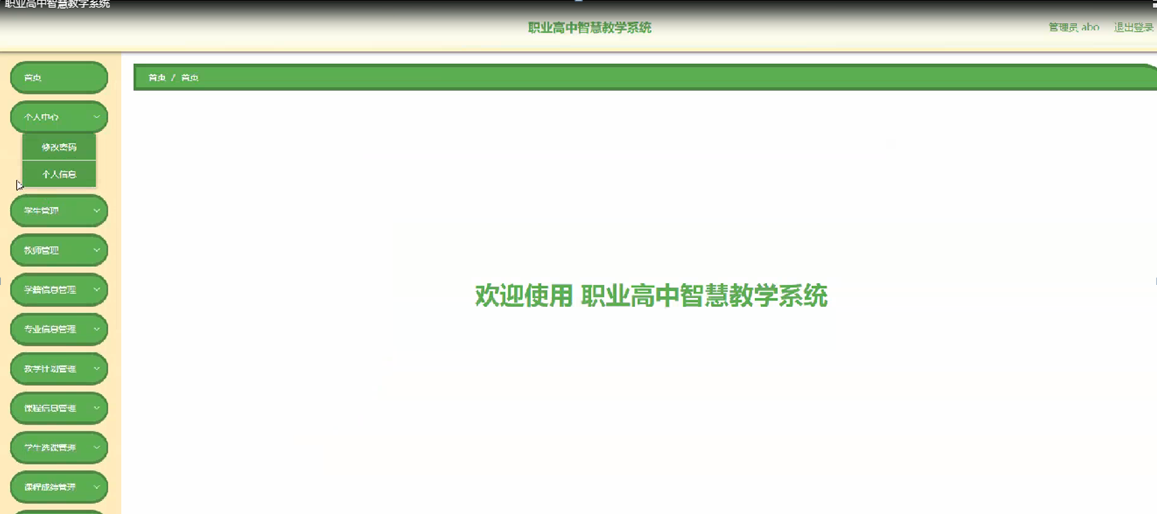 职业高中智慧教学系统
职业高中智慧教学系统
管理员 abo 退出登录
首页
首页 / 首页
个人中心
修改密码
个人信息
学生管理
教师管理
学籍信息管理
专业信息管理
欢迎使用 职业高中智慧教学系统
教学计划管理
课程信息管理
学生选课管理
课程成绩管理